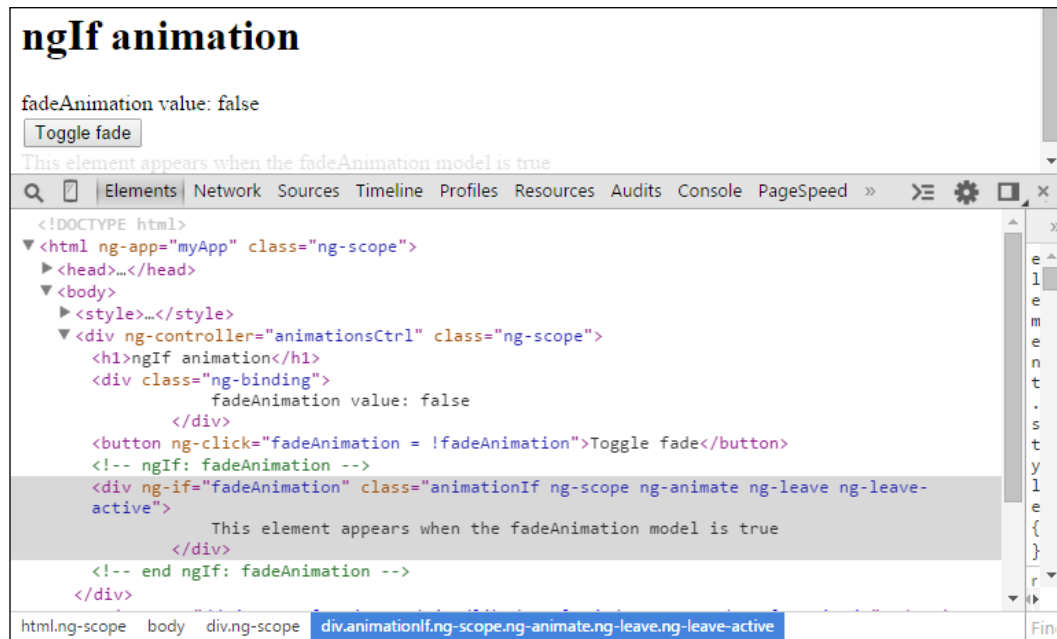 ngIf animation
fadeAnimation value: false
Toggle fade
This element appears when the fadeAnimation model is true
Elements Network Sources Timeline Profiles Resources Audits Console PageSpeed »
<!DOCTYPE html>
▼<html ng-app="myApp" class="ng-scope">
▶<head>…</head>
▼<body>
▶<style>…</style>
▼<div ng-controller="animationsCtrl" class="ng-scope">
<h1>ngIf animation</h1>
<div class="ng-binding">
fadeAnimation value: false
</div>
<button ng-click="fadeAnimation = !fadeAnimation">Toggle fade</button>
<!-- ngIf: fadeAnimation -->
<div ng-if="fadeAnimation" class="animationIf ng-scope ng-animate ng-leave ng-leave-
active">
This element appears when the fadeAnimation model is true
</div>
<!-- end ngIf: fadeAnimation -->
</div>
html.ng-scope body div.ng-scope div.animationIf.ng-scope.ng-animate.ng-leave.ng-leave-active
»
e
l
e
m
e
n
t
.
s
t
y
l
e
{
}
r
Fin